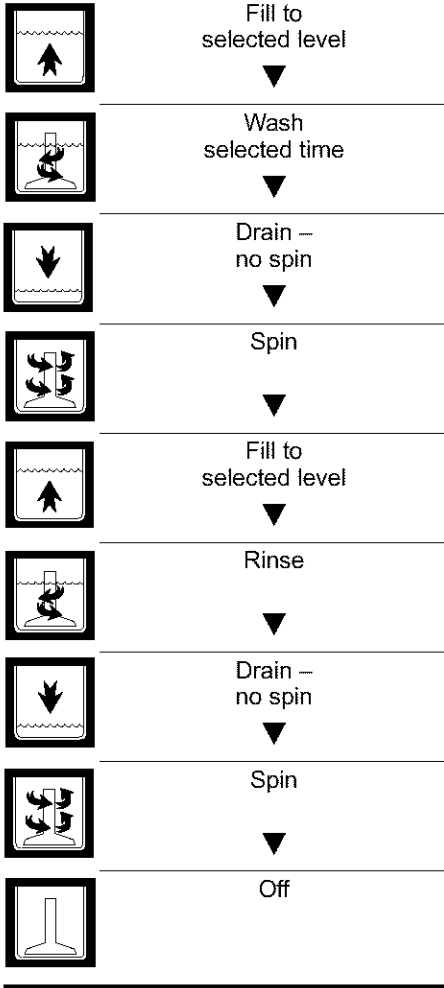 Fill to
selected level
Wash
selected time
Drain –
no spin
Spin
Fill to
selected level
Rinse
Drain –
no spin
Spin
Off